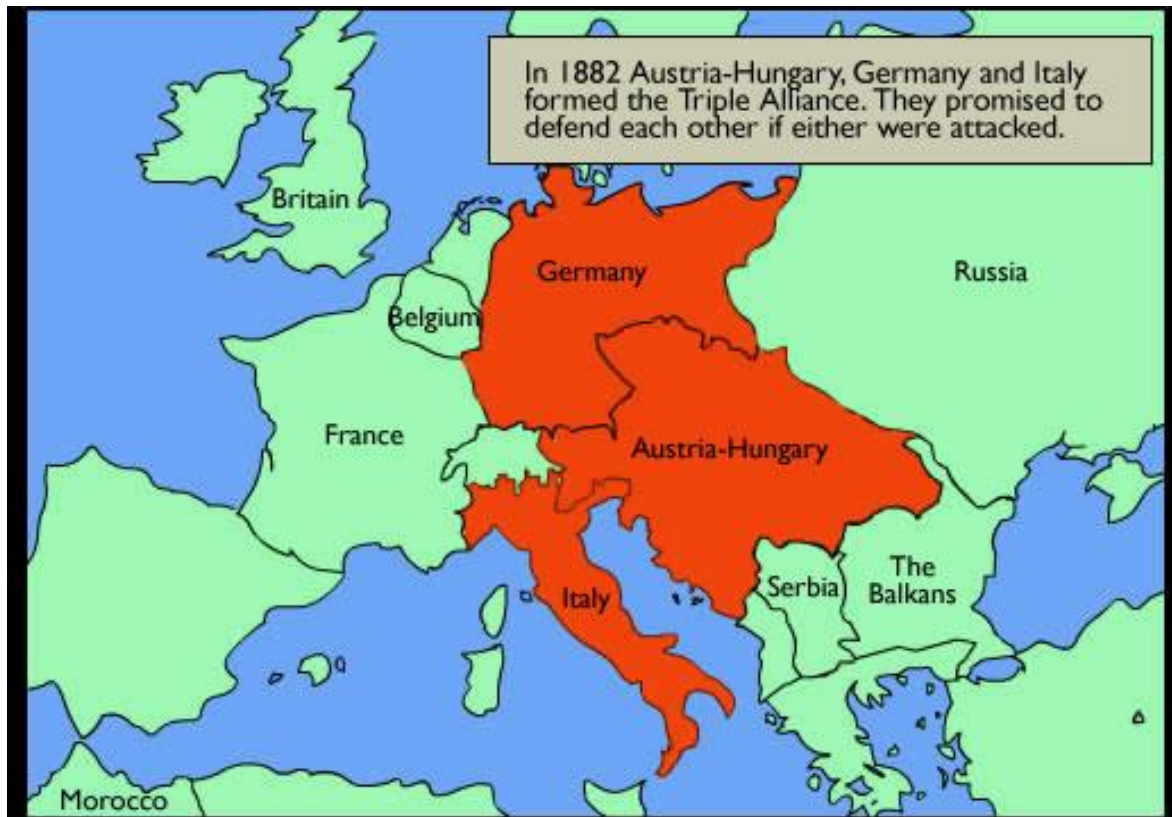 In 1882 Austria-Hungary, Germany and Italy
formed the Triple Alliance. They promised to
defend each other if either were attacked.
Britain
Germany
Russia
Belgium
France
Austria-Hungary
The
Balkans
Serbia
Italy
Morocco